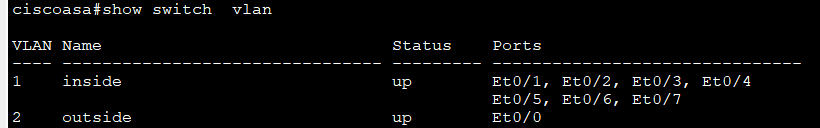 ciscoasa#show switch  vlan
VLAN Name                             Status    Ports
---- -------------------------------- --------- -------------------------------
1    inside                           up        Et0/1, Et0/2, Et0/3, Et0/4
                                                Et0/5, Et0/6, Et0/7
2    outside                          up        Et0/0